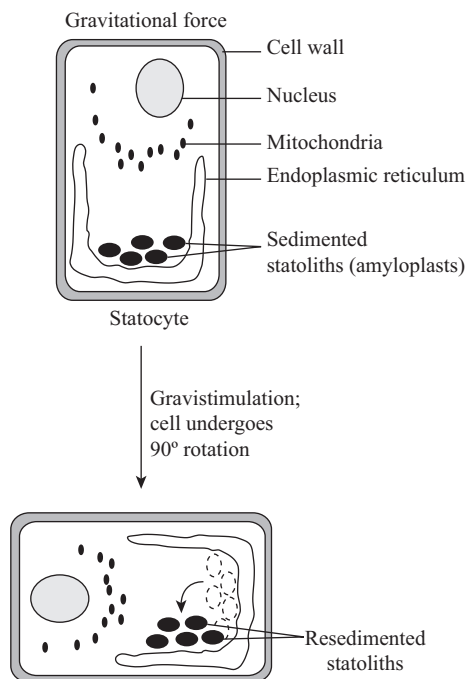 Gravitational force
Cell wall
Nucleus
Mitochondria
Endoplasmic reticulum
Sedimented
statoliths (amyloplasts)
Statocyte
Gravistimulation;
cell undergoes
90º rotation
Resedimented
statoliths